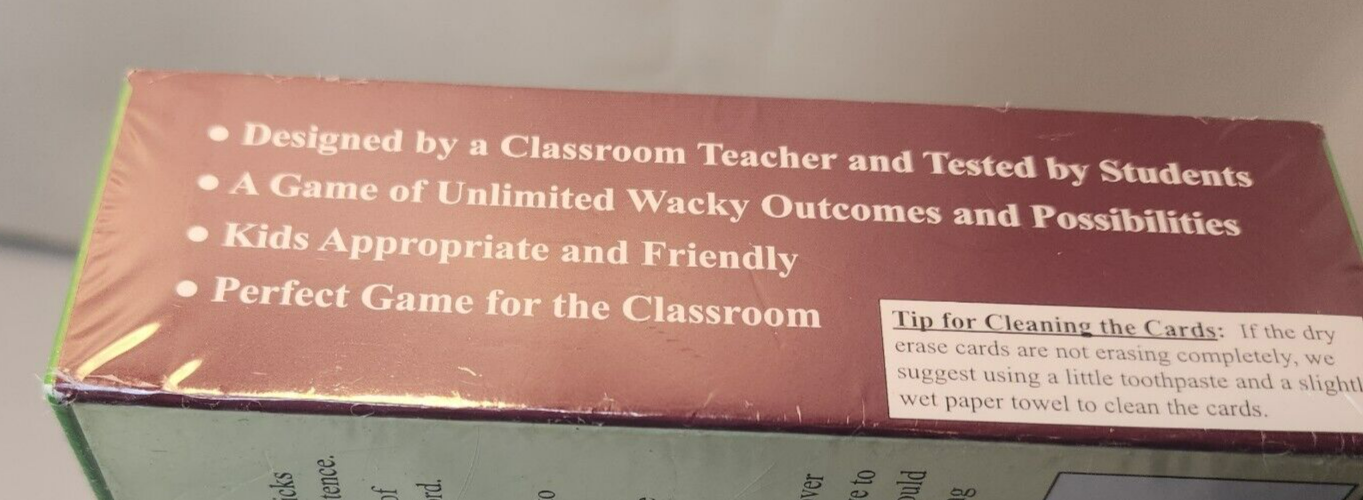 • Designed by a Classroom Teacher and Tested by Students
• A Game of Unlimited Wacky Outcomes and Possibilities
• Kids Appropriate and Friendly
• Perfect Game for the Classroom
Tip for Cleaning the Cards: If the dry
erase cards are not erasing completely, we
suggest using a little toothpaste and a slightl
wet paper towel to clean the cards.